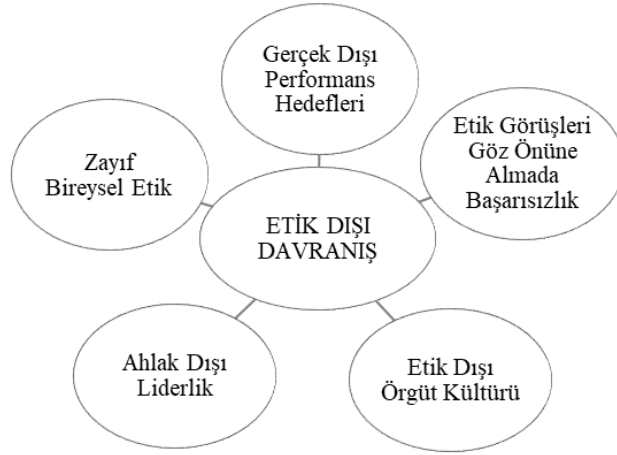 Gerçek Dışı
Performans
Hedefleri
Etik Görüşleri
Göz Önüne
Almada
Başarısızlık
Zayıf
Bireysel Etik
ETİK DIŞI
DAVRANIŞ
Ahlak Dışı
Liderlik
Etik Dışı
Örgüt Kültürü